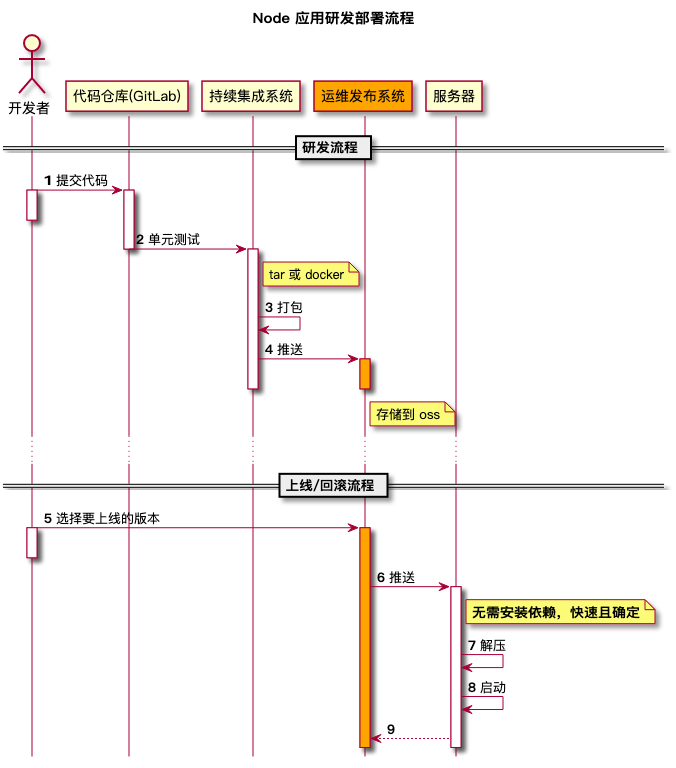 Node 应用研发部署流程
开发者
代码仓库(GitLab)
持续集成系统
运维发布系统
服务器
研发流程
1 提交代码
2 单元测试
tar 或 docker
3 打包
4 推送
存储到 oss
上线/回滚流程
5 选择要上线的版本
6 推送
无需安装依赖，快速且确定
7 解压
8 启动
9